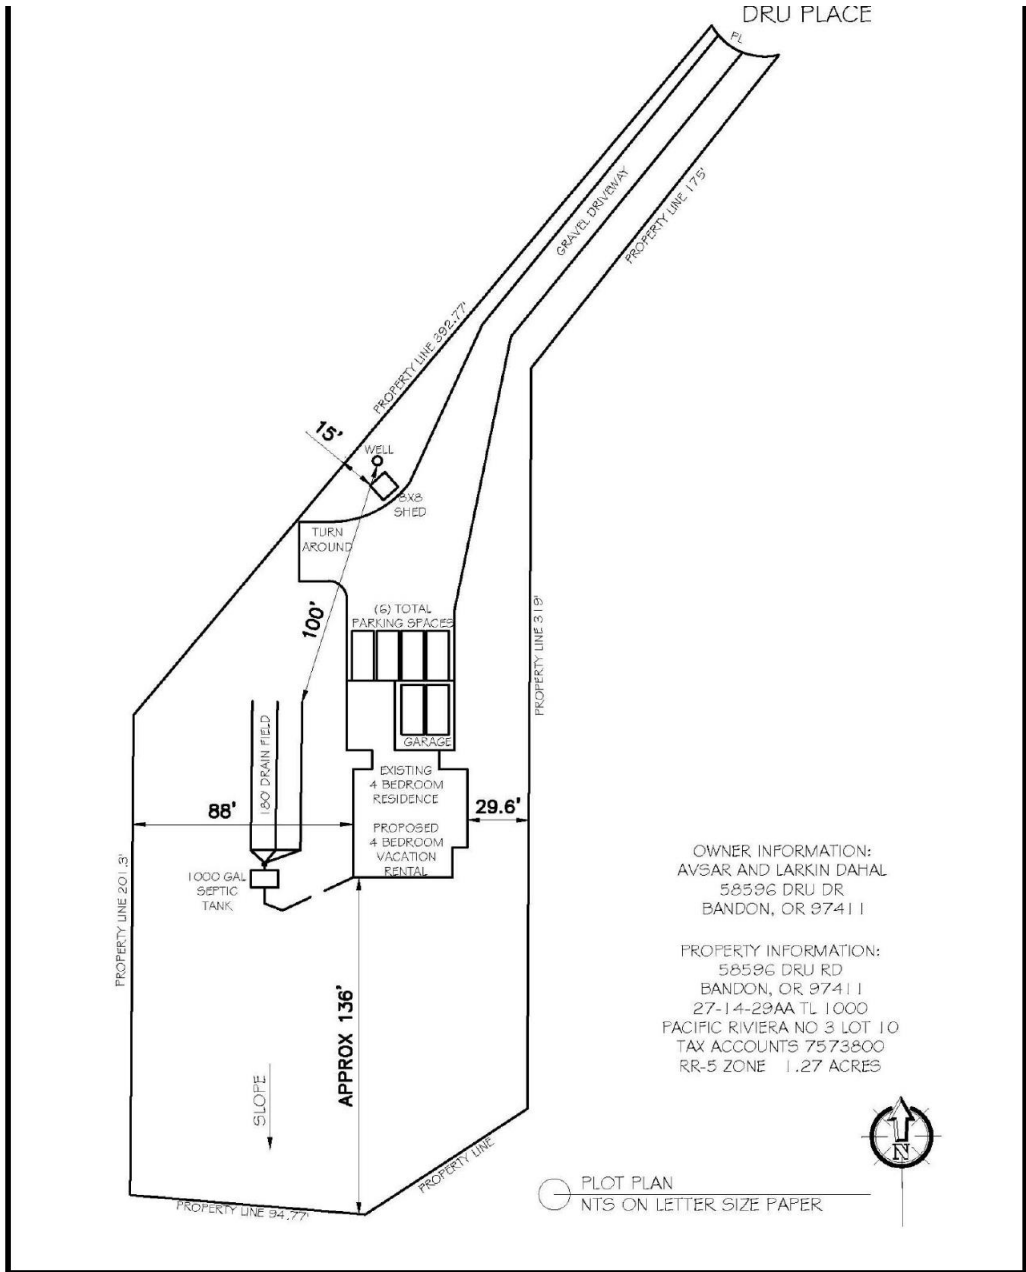 DRU PLACE
PL
GRAVEL DRIVEWAY
PROPERTY LINE 175'
PROPERTY LINE 392.77'
15'
WELL
8X8
SHED
TURN
AROUND
100'
(6) TOTAL
PARKING SPACES
PROPERTY LINE 319'
GARAGE
180' DRAIN FIELD
EXISTING
4 BEDROOM
RESIDENCE
88'
29.6'
PROPOSED
4 BEDROOM
VACATION
RENTAL
1000 GAL
SEPTIC
TANK
PROPERTY LINE 201.3'
OWNER INFORMATION:
AVSAR AND LARKIN DAHAL
58596 DRU DR
BANDON, OR 97411
PROPERTY INFORMATION:
58596 DRU RD
BANDON, OR 97411
27-14-29AA TL 1000
PACIFIC RIVIERA NO 3 LOT 10
TAX ACCOUNTS 7573800
RR-5 ZONE 1.27 ACRES
APPROX 136'
SLOPE
PROPERTY LINE
PROPERTY LINE 94.77'
N
PLOT PLAN
NTS ON LETTER SIZE PAPER